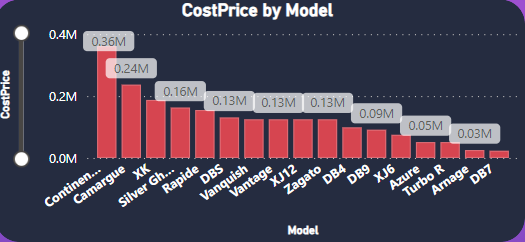 CostPrice by Model
CostPrice
0.4M
0.2M
0.0M
0.36M
0.24M
0.16M
0.13M
0.13M
0.13M
0.09M
0.05M
0.03M
Continen...
Camargue
XK
Silver Gh...
Rapide
DBS
Vanquish
Vantage
XJ12
Zagato
DB4
DB9
XJ6
Azure
Turbo R
Arnage
DB7
Model